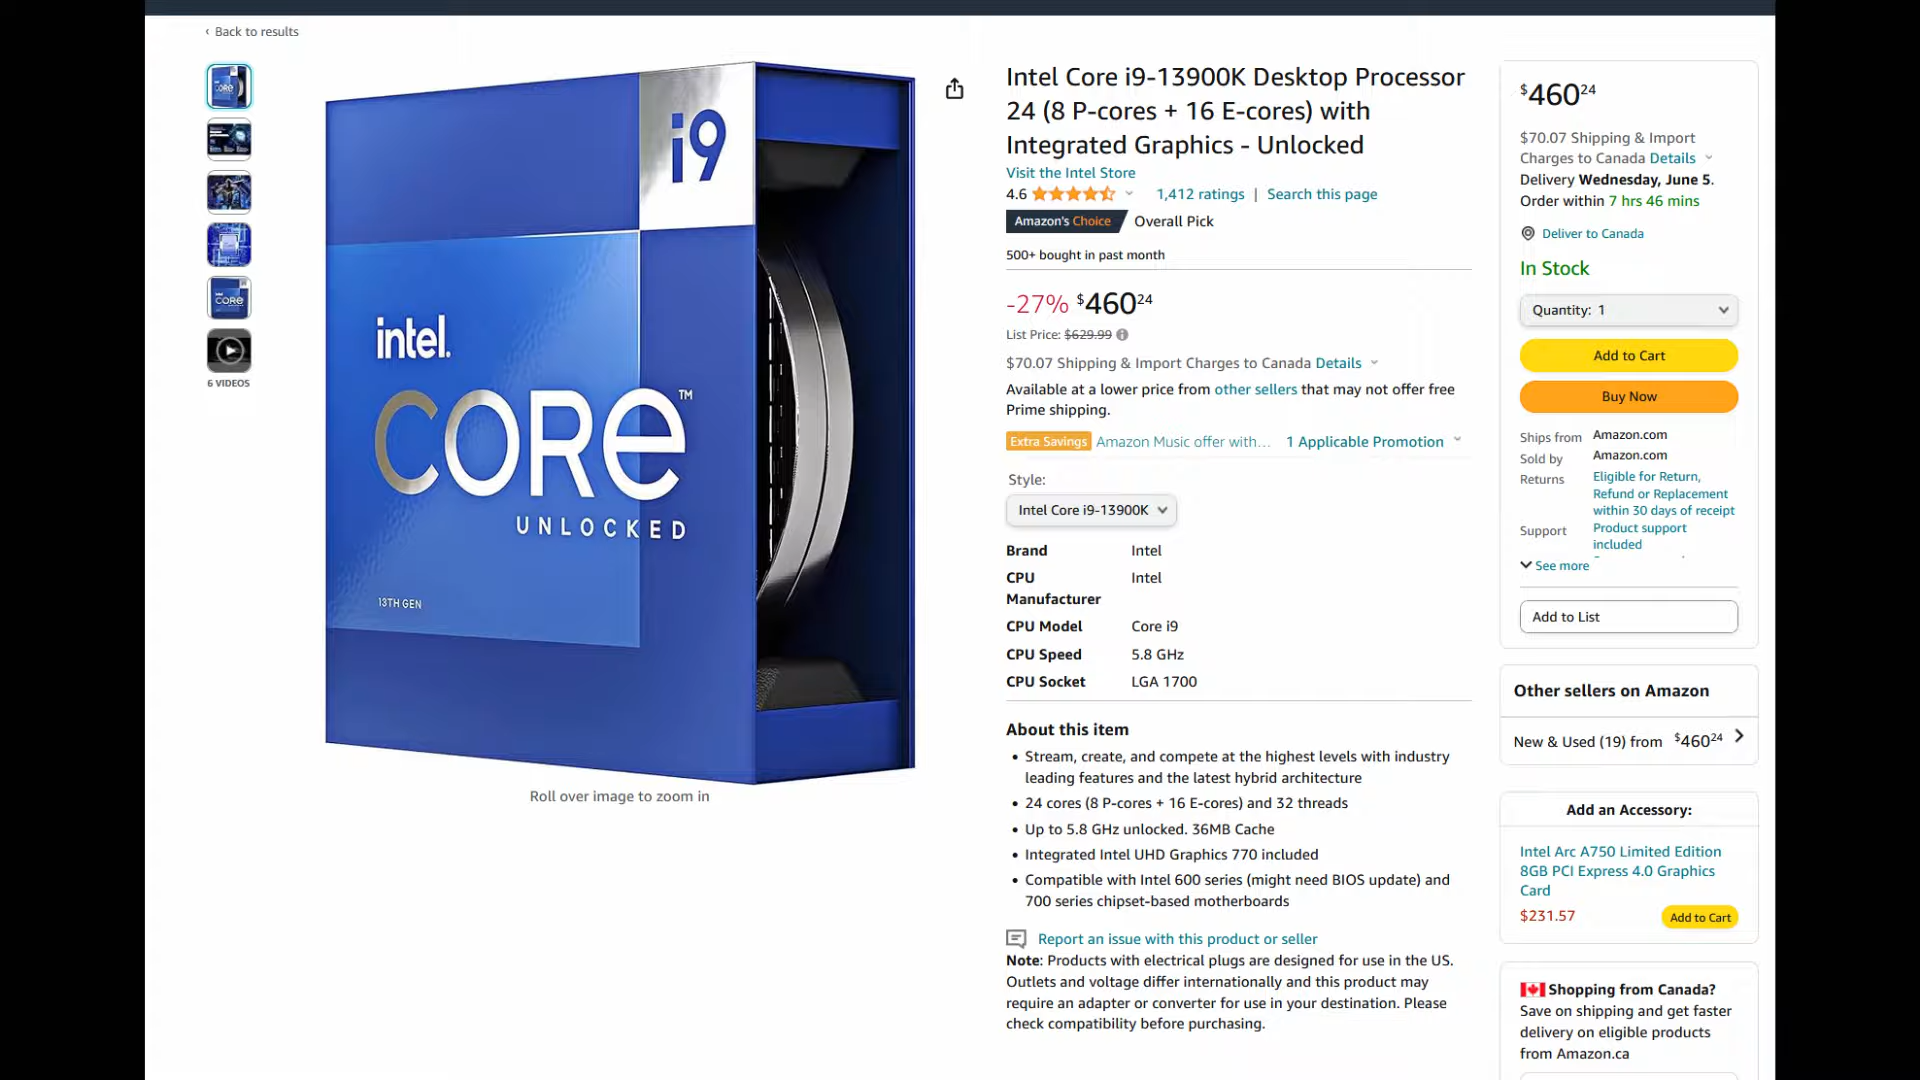 ‹ Back to results
6 VIDEOS
i9
intel.
CORE™
UNLOCKED
13TH GEN
Roll over image to zoom in
Intel Core i9-13900K Desktop Processor
24 (8 P-cores + 16 E-cores) with
Integrated Graphics - Unlocked
Visit the Intel Store
4.6 1,412 ratings | Search this page
Amazon's Choice Overall Pick
500+ bought in past month
-27% $460 24
List Price: $629.99
$70.07 Shipping & Import Charges to Canada Details
Available at a lower price from other sellers that may not offer free
Prime shipping.
Extra Savings Amazon Music offer with... 1 Applicable Promotion
Style:
Intel Core i9-13900K
Brand Intel
CPU Intel
Manufacturer
CPU Model Core i9
CPU Speed 5.8 GHz
CPU Socket LGA 1700
About this item
• Stream, create, and compete at the highest levels with industry
leading features and the latest hybrid architecture
• 24 cores (8 P-cores + 16 E-cores) and 32 threads
• Up to 5.8 GHz unlocked. 36MB Cache
• Integrated Intel UHD Graphics 770 included
• Compatible with Intel 600 series (might need BIOS update) and
700 series chipset-based motherboards
Report an issue with this product or seller
Note: Products with electrical plugs are designed for use in the US.
Outlets and voltage differ internationally and this product may
require an adapter or converter for use in your destination. Please
check compatibility before purchasing.
$460 24
$70.07 Shipping & Import
Charges to Canada Details
Delivery Wednesday, June 5.
Order within 7 hrs 46 mins
Deliver to Canada
In Stock
Quantity: 1
Add to Cart
Buy Now
Ships from Amazon.com
Sold by Amazon.com
Returns Eligible for Return,
Refund or Replacement
within 30 days of receipt
Support Product support
included
See more
Add to List
Other sellers on Amazon
New & Used (19) from $460 24
Add an Accessory:
Intel Arc A750 Limited Edition
8GB PCI Express 4.0 Graphics
Card
$231.57 Add to Cart
Shopping from Canada?
Save on shipping and get faster
delivery on eligible products
from Amazon.ca